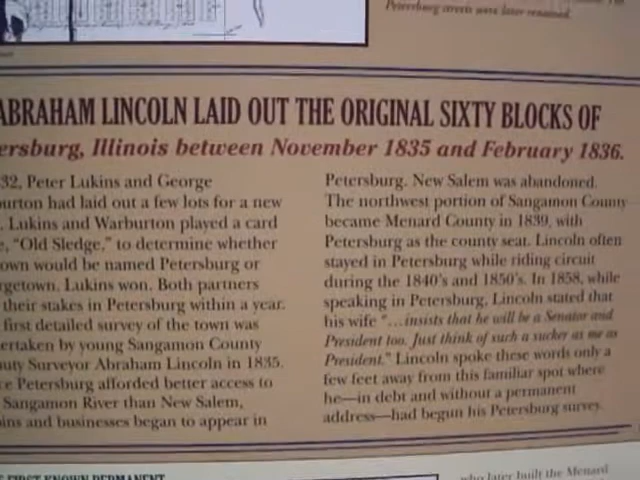 Petersburg streets were later renamed.
ABRAHAM LINCOLN LAID OUT THE ORIGINAL SIXTY BLOCKS OF
ersburg, Illinois between November 1835 and February 1836.
32, Peter Lukins and George
burton had laid out a few lots for a new
. Lukins and Warburton played a card
e, "Old Sledge," to determine whether
own would be named Petersburg or
rgetown. Lukins won. Both partners
their stakes in Petersburg within a year.
first detailed survey of the town was
ertaken by young Sangamon County
uty Surveyor Abraham Lincoln in 1835.
ce Petersburg afforded better access to
Sangamon River than New Salem,
ins and businesses began to appear in
Petersburg. New Salem was abandoned.
The northwest portion of Sangamon County
became Menard County in 1839, with
Petersburg as the county seat. Lincoln often
stayed in Petersburg while riding circuit
during the 1840's and 1850's. In 1858, while
speaking in Petersburg, Lincoln stated that
his wife "...insists that he will be a Senator and
President too. Just think of such a sucker as me as
President." Lincoln spoke these words only a
few feet away from this familiar spot where
he—in debt and without a permanent
address—had begun his Petersburg survey.
FIRST KNOWN PERMANENT
who later built the Menard